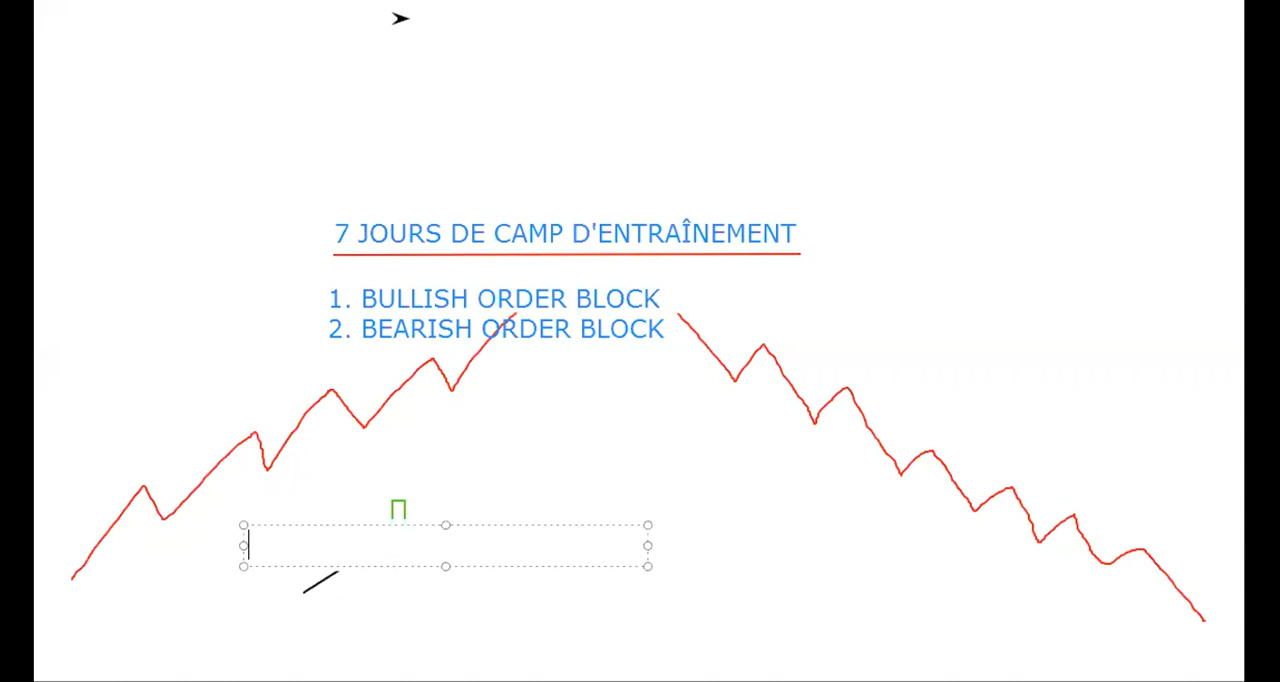 7 JOURS DE CAMP D'ENTRAÎNEMENT
1. BULLISH ORDER BLOCK
2. BEARISH ORDER BLOCK